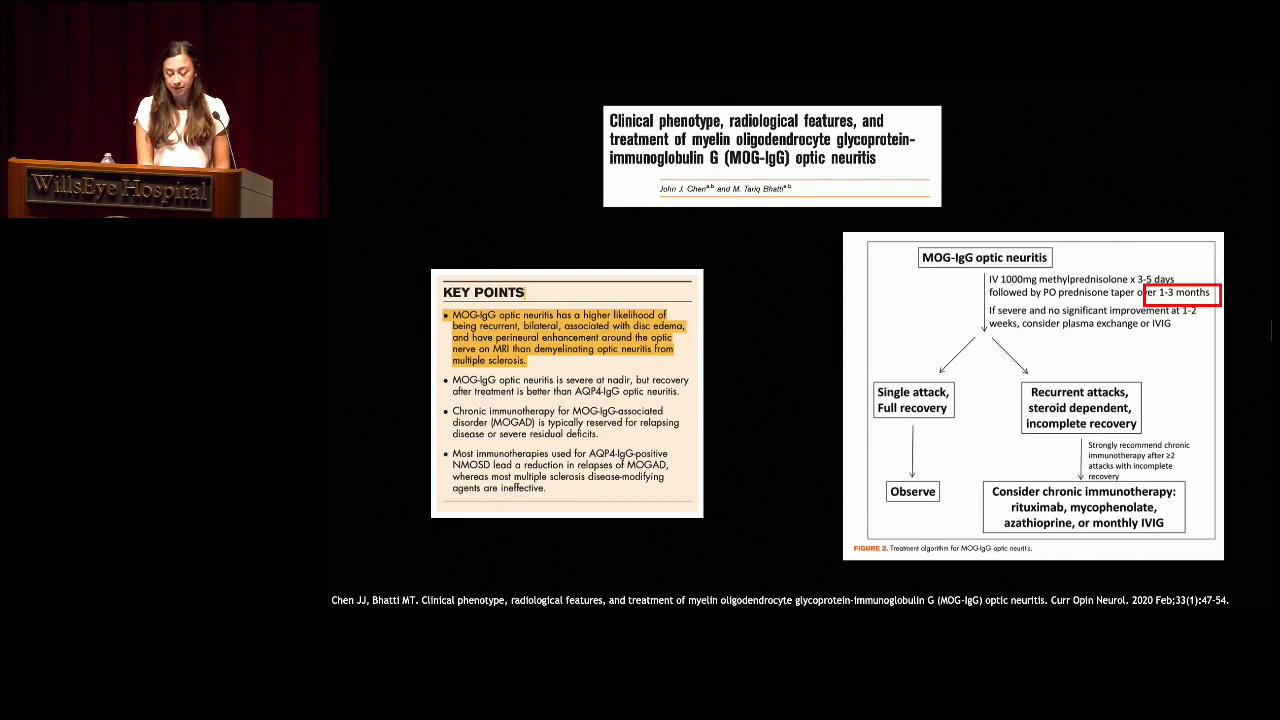 WillsEye Hospital
Clinical phenotype, radiological features, and
treatment of myelin oligodendrocyte glycoprotein-
immunoglobulin G (MOG-IgG) optic neuritis
John J. Chen a,b and M. Tariq Bhatti a,b
KEY POINTS
• MOG-IgG optic neuritis has a higher likelihood of
being recurrent, bilateral, associated with disc edema,
and have perineural enhancement around the optic
nerve on MRI than demyelinating optic neuritis from
multiple sclerosis.
• MOG-IgG optic neuritis is severe at nadir, but recovery
after treatment is better than AQP4-IgG optic neuritis.
• Chronic immunotherapy for MOG-IgG-associated
disorder (MOGAD) is typically reserved for relapsing
disease or severe residual deficits.
• Most immunotherapies used for AQP4-IgG-positive
NMOSD lead a reduction in relapses of MOGAD,
whereas most multiple sclerosis disease-modifying
agents are ineffective.
MOG-IgG optic neuritis
IV 1000mg methylprednisolone x 3-5 days
followed by PO prednisone taper over 1-3 months
If severe and no significant improvement at 1-2
weeks, consider plasma exchange or IVIG
Single attack,
Full recovery
Recurrent attacks,
steroid dependent,
incomplete recovery
Strongly recommend chronic
immunotherapy after ≥2
attacks with incomplete
recovery
Observe
Consider chronic immunotherapy:
rituximab, mycophenolate,
azathioprine, or monthly IVIG
FIGURE 2. Treatment algorithm for MOG-IgG optic neuritis.
Chen JJ, Bhatti MT. Clinical phenotype, radiological features, and treatment of myelin oligodendrocyte glycoprotein-immunoglobulin G (MOG-IgG) optic neuritis. Curr Opin Neurol. 2020 Feb;33(1):47-54.